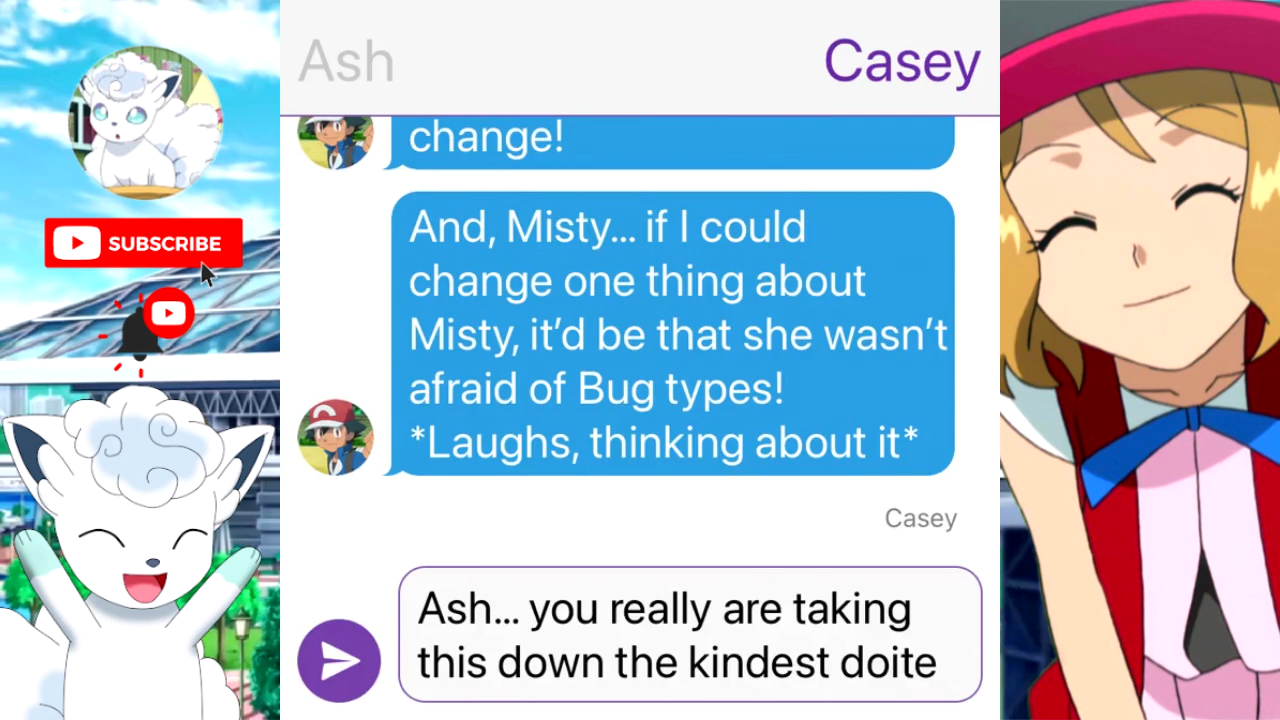 Ash
Casey
change!
And, Misty... if I could
change one thing about
Misty, it'd be that she wasn't
afraid of Bug types!
*Laughs, thinking about it*
Casey
Ash... you really are taking
this down the kindest doite
SUBSCRIBE